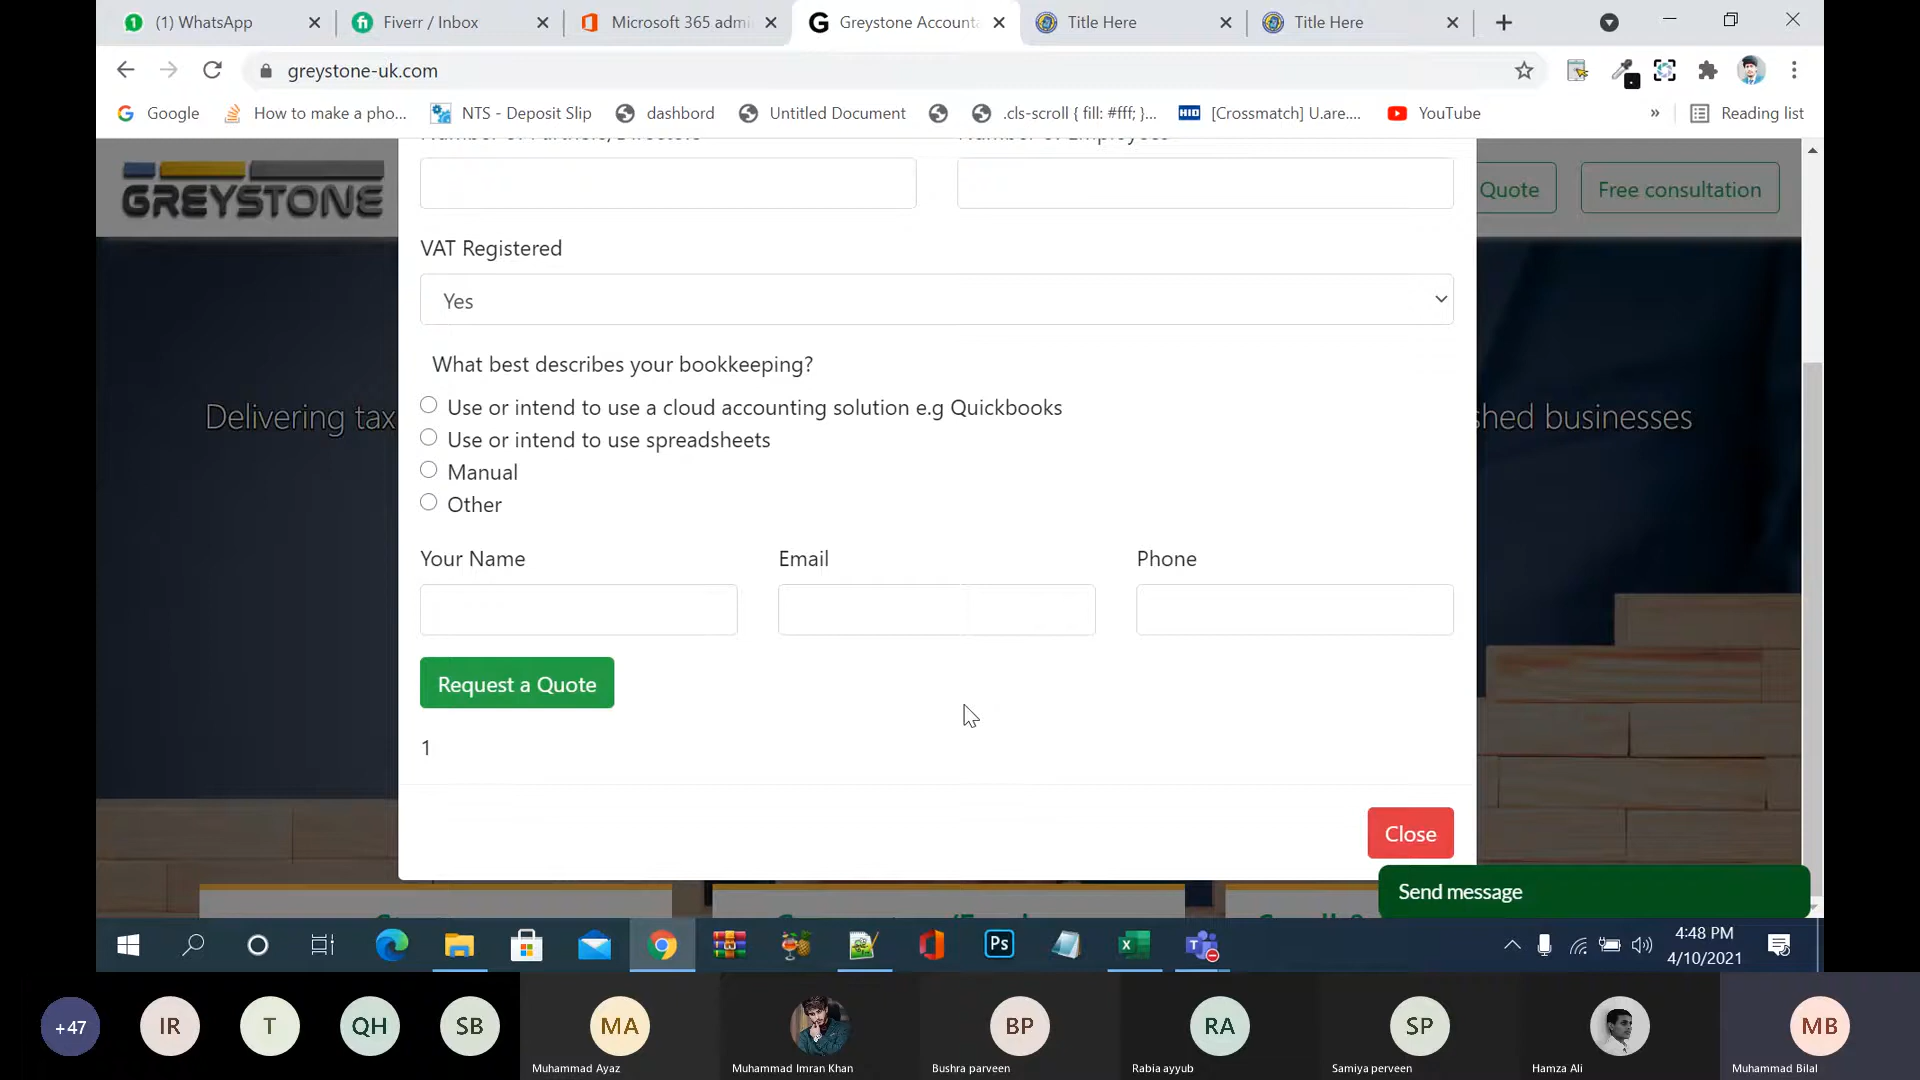 (1) WhatsApp
Fiverr / Inbox
Microsoft 365 admi
Greystone Accounta
Title Here
Title Here
greystone-uk.com
Google
How to make a pho...
NTS - Deposit Slip
dashbord
Untitled Document
.cls-scroll { fill: #fff; }...
HID
[Crossmatch] U.are....
YouTube
»
Reading list
GREYSTONE
Quote
Free consultation
VAT Registered
Yes
What best describes your bookkeeping?
Use or intend to use a cloud accounting solution e.g Quickbooks
Use or intend to use spreadsheets
Manual
Other
Delivering tax
shed businesses
Your Name
Email
Phone
Request a Quote
1
Close
Send message
Ps
4:48 PM
4/10/2021
+47
IR
T
QH
SB
MA
BP
RA
SP
MB
Muhammad Ayaz
Muhammad Imran Khan
Bushra parveen
Rabia ayyub
Samiya perveen
Hamza Ali
Muhammad Bilal